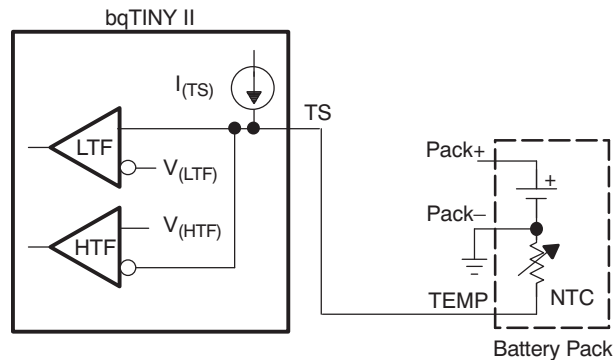 bqTINY II
I(TS)
TS
LTF
V(LTF)
Pack+
+
V(HTF)
Pack−
HTF
TEMP
NTC
Battery Pack